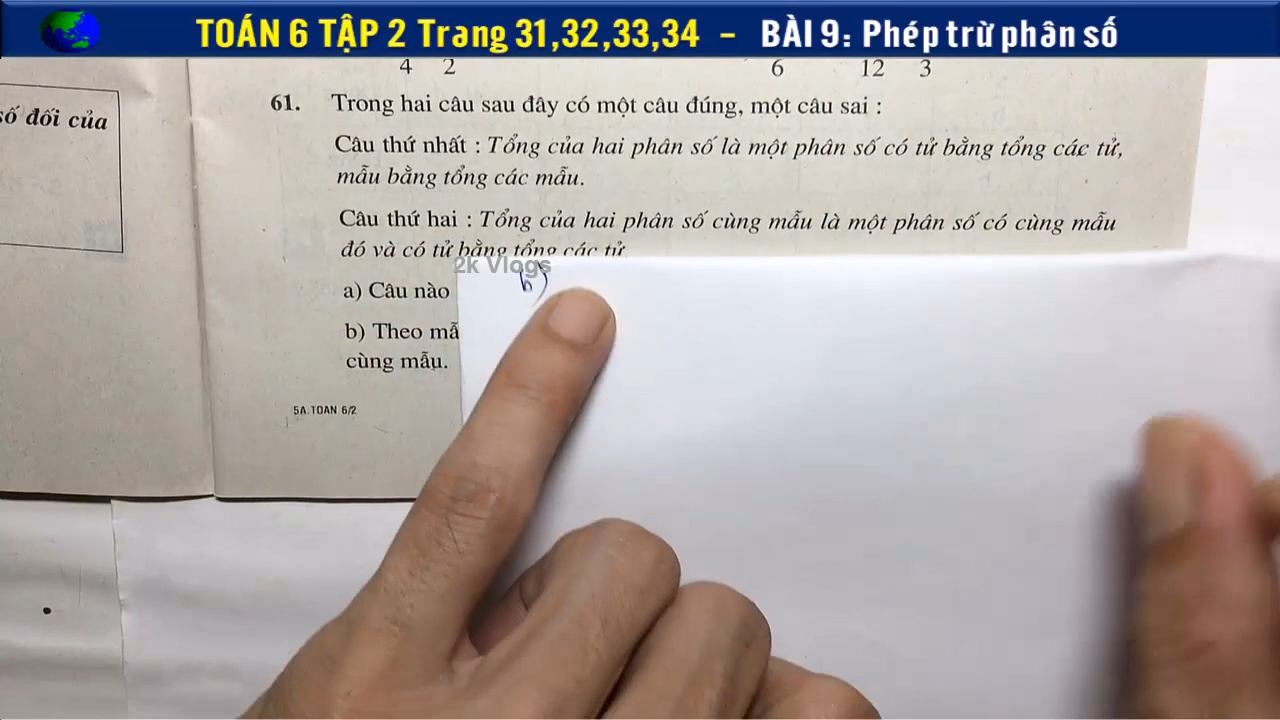 TOÁN 6 TẬP 2 Trang 31,32,33,34 - BÀI 9: Phép trừ phân số
4 2 6 12 3
số đối của
61. Trong hai câu sau đây có một câu đúng, một câu sai :
Câu thứ nhất : Tổng của hai phân số là một phân số có tử bằng tổng các tử,
mẫu bằng tổng các mẫu.
Câu thứ hai : Tổng của hai phân số cùng mẫu là một phân số có cùng mẫu
đó và có tử bằng tổng các tử.
2k Vlogs
b)
a) Câu nào
b) Theo mẫ
cùng mẫu.
5A.TOAN 6/2